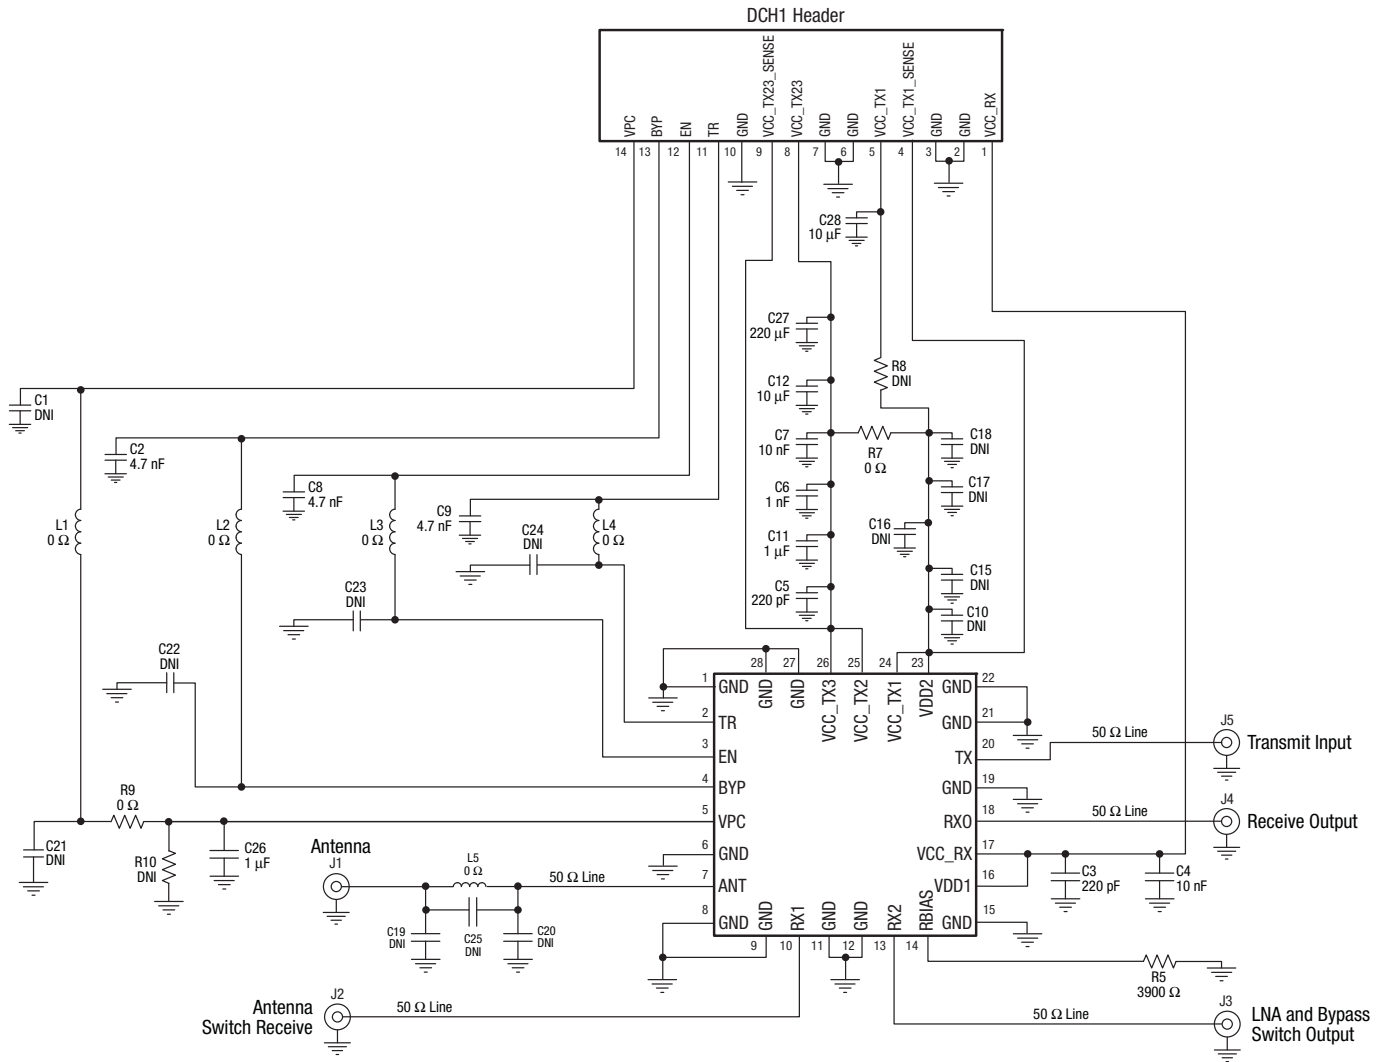 DCH1 Header
VPC
BYP
EN
TR
GND
VCC_TX23_SENSE
VCC_TX23
GND
GND
VCC_TX1
VCC_TX1_SENSE
GND
GND
VCC_RX
14 13 12 11 10 9 8 7 6 5 4 3 2 1
C28
10 µF
C27
220 µF
R8
DNI
C12
10 µF
C1
DNI
C7
10 nF
R7
0 Ω
C18
DNI
C2
4.7 nF
C8
4.7 nF
C6
1 nF
C17
DNI
C9
4.7 nF
L1
0 Ω
L2
0 Ω
L3
0 Ω
C24
DNI
L4
0 Ω
C11
1 µF
C16
DNI
C5
220 pF
C15
DNI
C23
DNI
C10
DNI
C22
DNI
28 27 26 25 24 23
GND
GND
VCC_TX3
VCC_TX2
VCC_TX1
VDD2
1 GND
2 TR
3 EN
4 BYP
5 VPC
6 GND
7 ANT
8 GND
22 GND
21 GND
20 TX
19 GND
18 RXO
17 VCC_RX
16 VDD1
15 GND
GND
RX1
GND
GND
RX2
RBIAS
9 10 11 12 13 14
50 Ω Line
J5
Transmit Input
50 Ω Line
J4
Receive Output
R9
0 Ω
C21
DNI
R10
DNI
C26
1 µF
Antenna
J1
L5
0 Ω
50 Ω Line
C3
220 pF
C4
10 nF
C19
DNI
C25
DNI
C20
DNI
R5
3900 Ω
Antenna
Switch Receive
J2
50 Ω Line
50 Ω Line
J3
LNA and Bypass
Switch Output